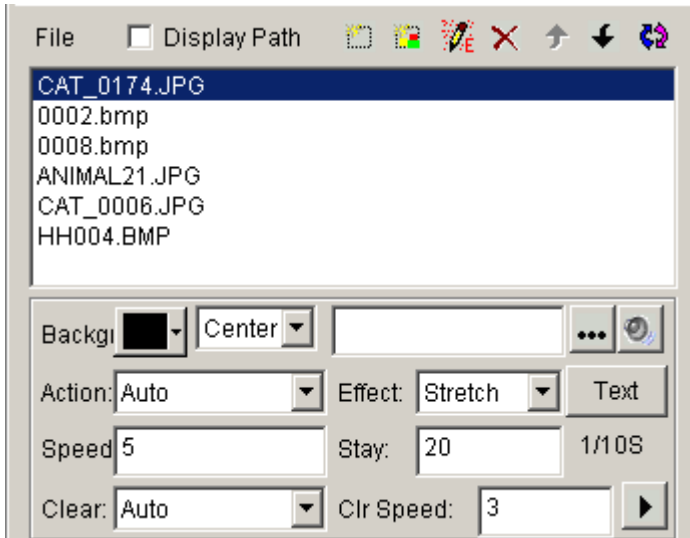 File Display Path
CAT_0174.JPG
0002.bmp
0008.bmp
ANIMAL21.JPG
CAT_0006.JPG
HH004.BMP
Backgr Center ...
Action: Auto Effect: Stretch Text
Speed 5 Stay: 20 1/10S
Clear: Auto Clr Speed: 3